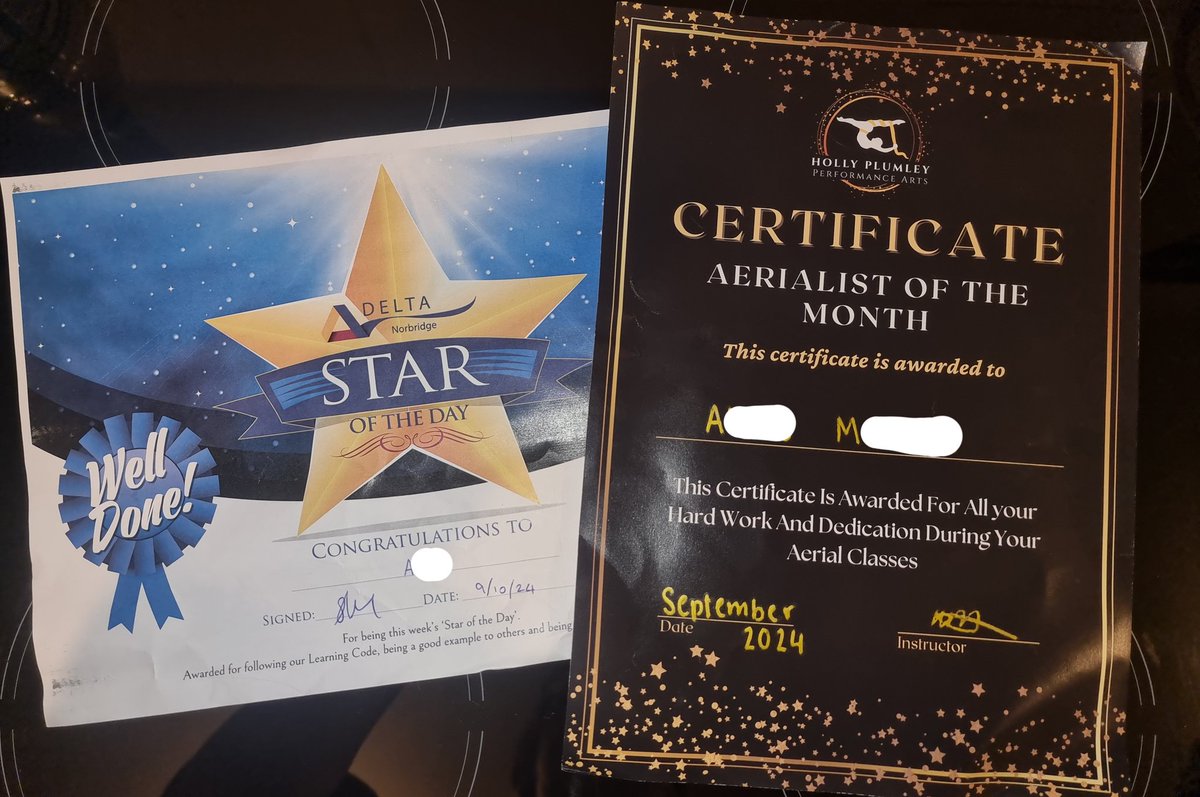 DELTA
Norbridge
STAR
OF THE DAY
Well
Done!
CONGRATULATIONS TO
A
SIGNED:
DATE: 9/10/24
For being this week's 'Star of the Day'.
Awarded for following our Learning Code, being a good example to others and being
HOLLY PLUMLEY
PERFORMANCE ARTS
CERTIFICATE
AERIALIST OF THE
MONTH
This certificate is awarded to
A M
This Certificate Is Awarded For All your
Hard Work And Dedication During Your
Aerial Classes
September
Date 2024
Instructor